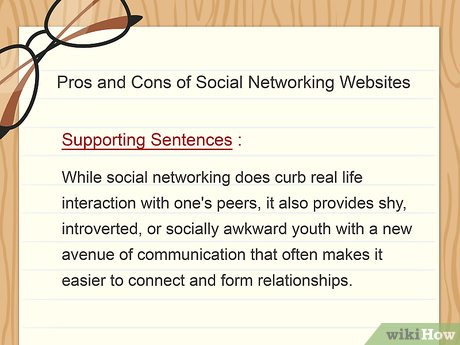 Pros and Cons of Social Networking Websites
Supporting Sentences :
While social networking does curb real life
interaction with one's peers, it also provides shy,
introverted, or socially awkward youth with a new
avenue of communication that often makes it
easier to connect and form relationships.
wikiHow